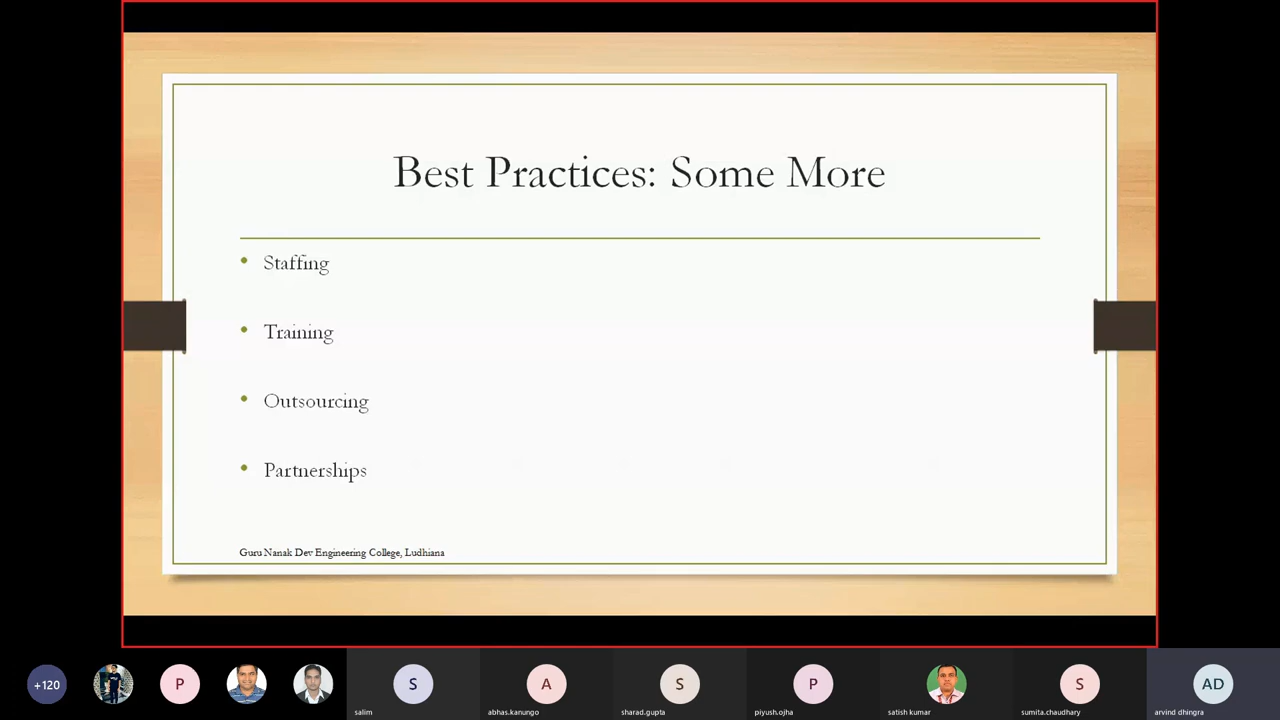 Best Practices: Some More
• Staffing
• Training
• Outsourcing
• Partnerships
Guru Nanak Dev Engineering College, Ludhiana
+120
P
S
A
S
P
S
AD
salim
abhas.kanungo
sharad.gupta
piyush.ojha
satish kumar
sumita.chaudhary
arvind dhingra